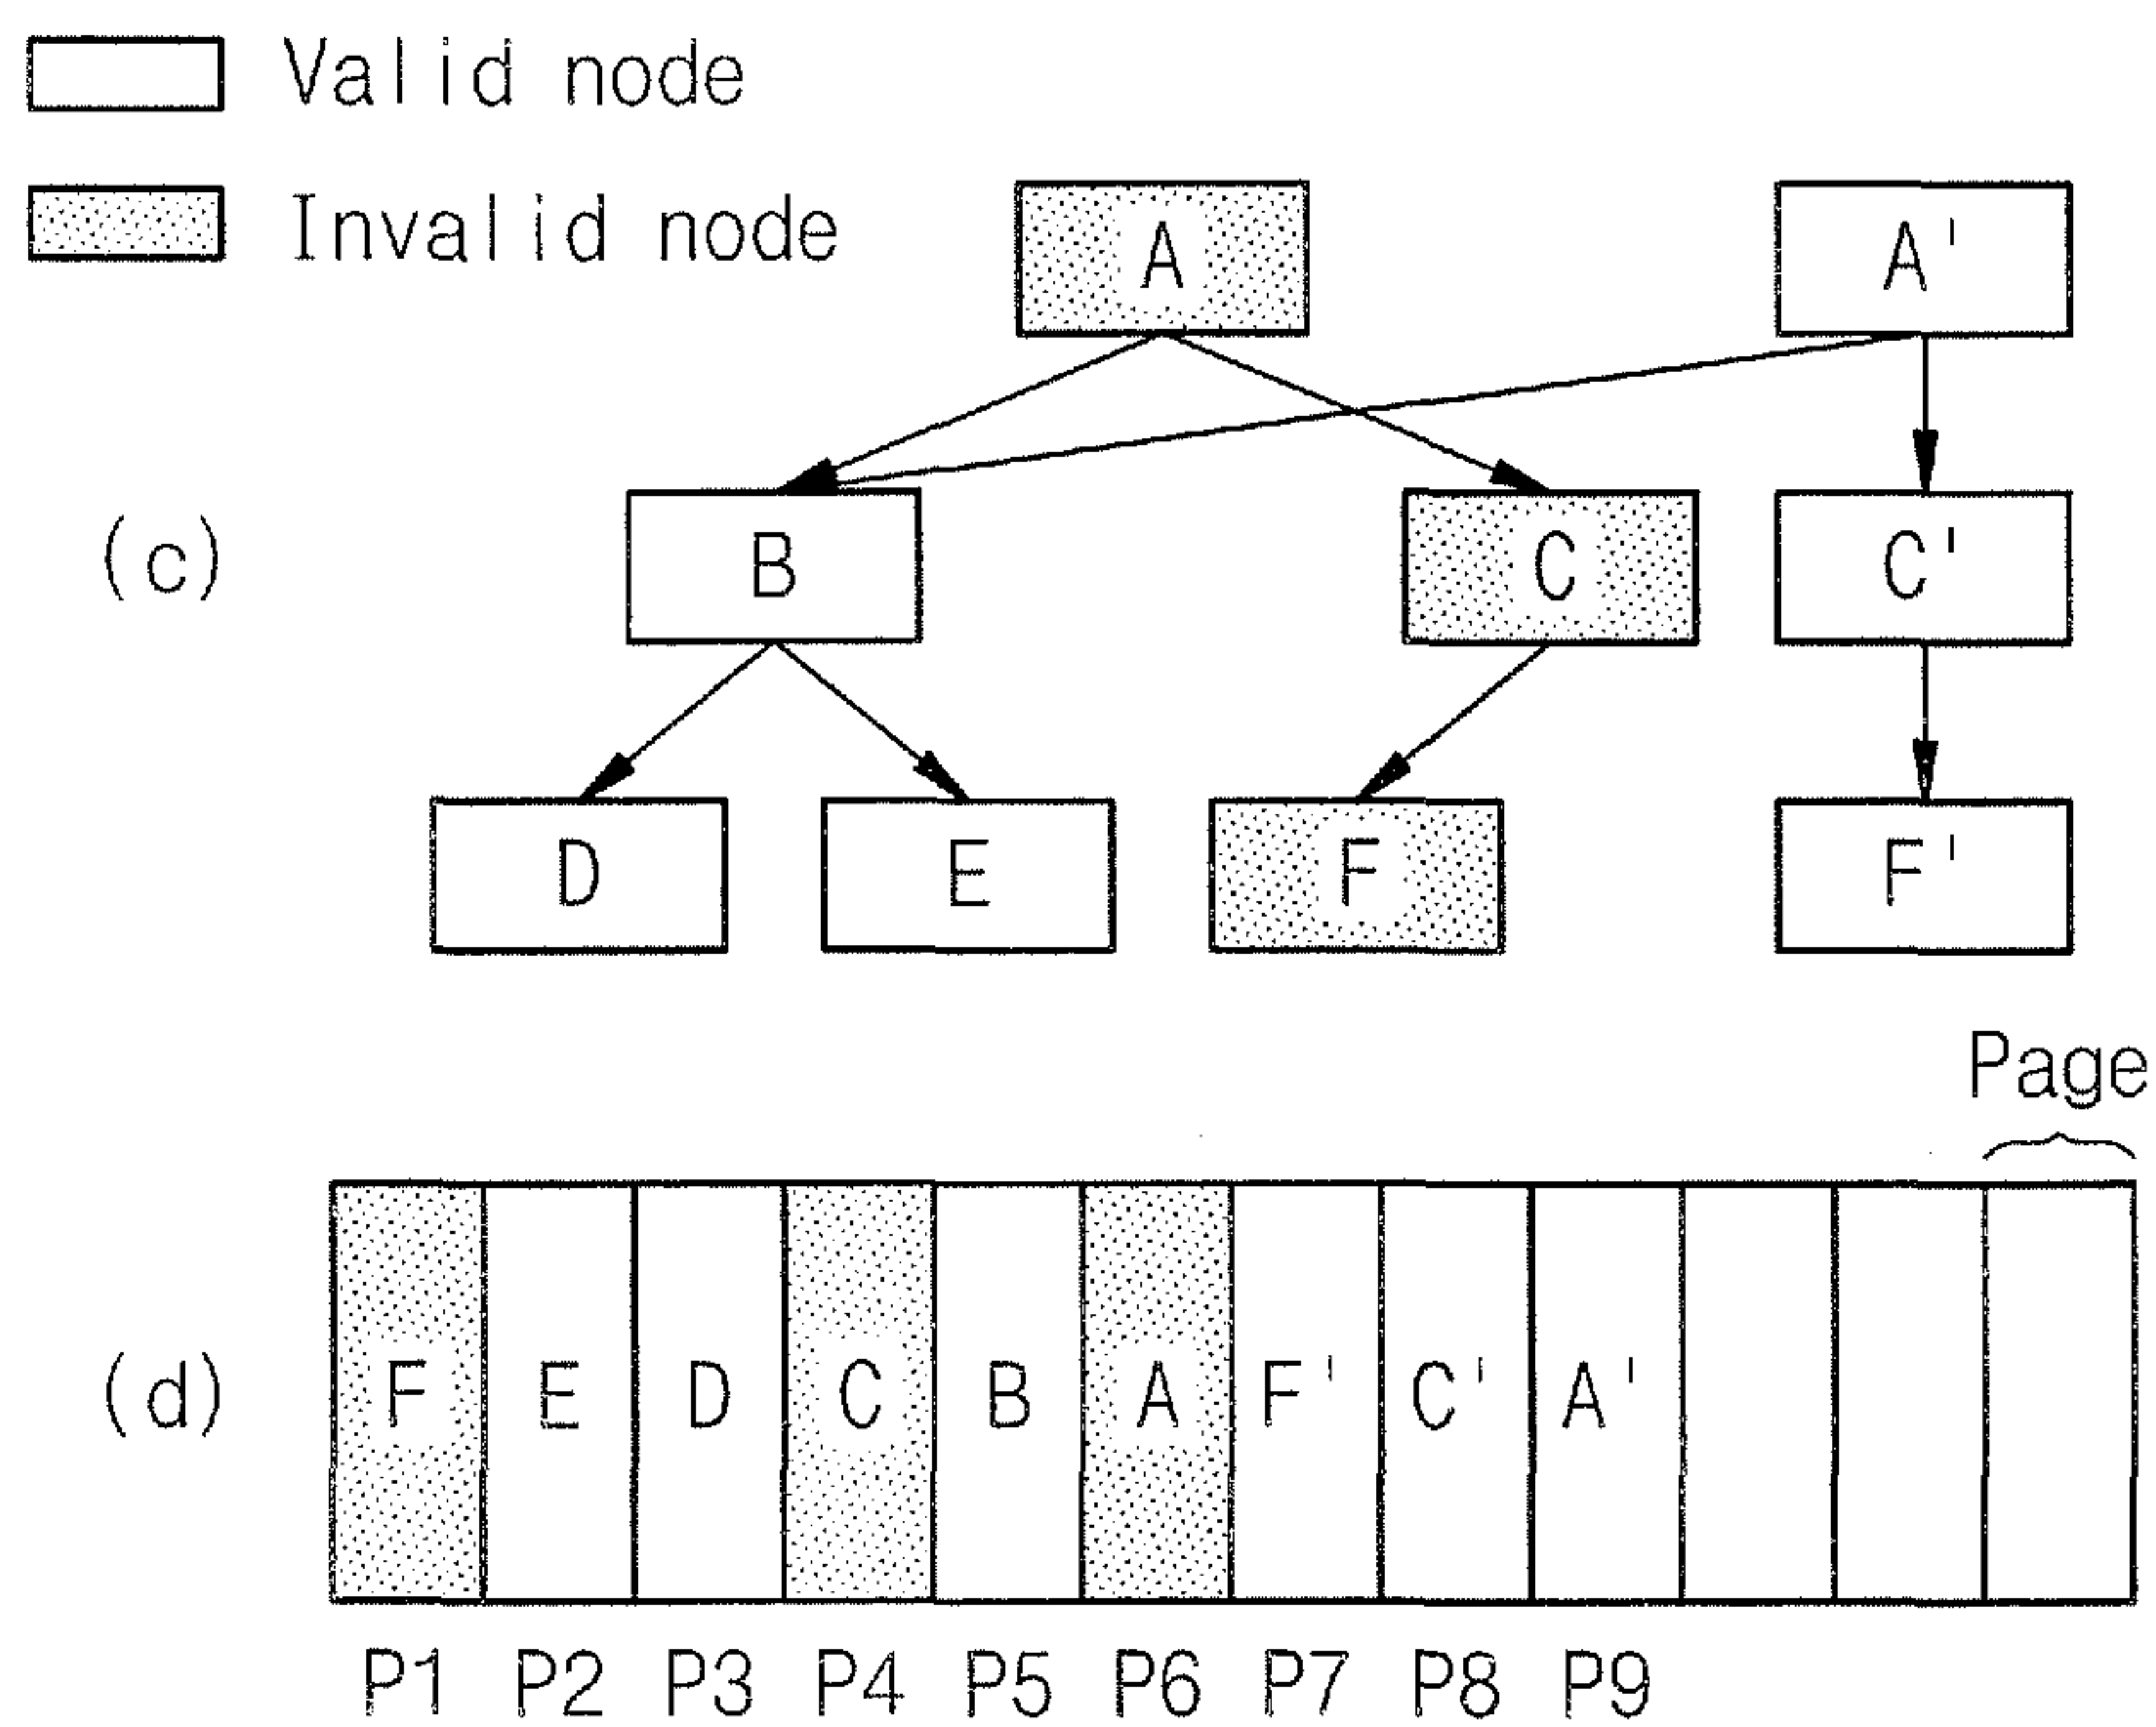 Valid node
Invalid node
A A'
(c) B C C'
D E F F'
Page
(d) F E D C B A F' C' A'
P1 P2 P3 P4 P5 P6 P7 P8 P9